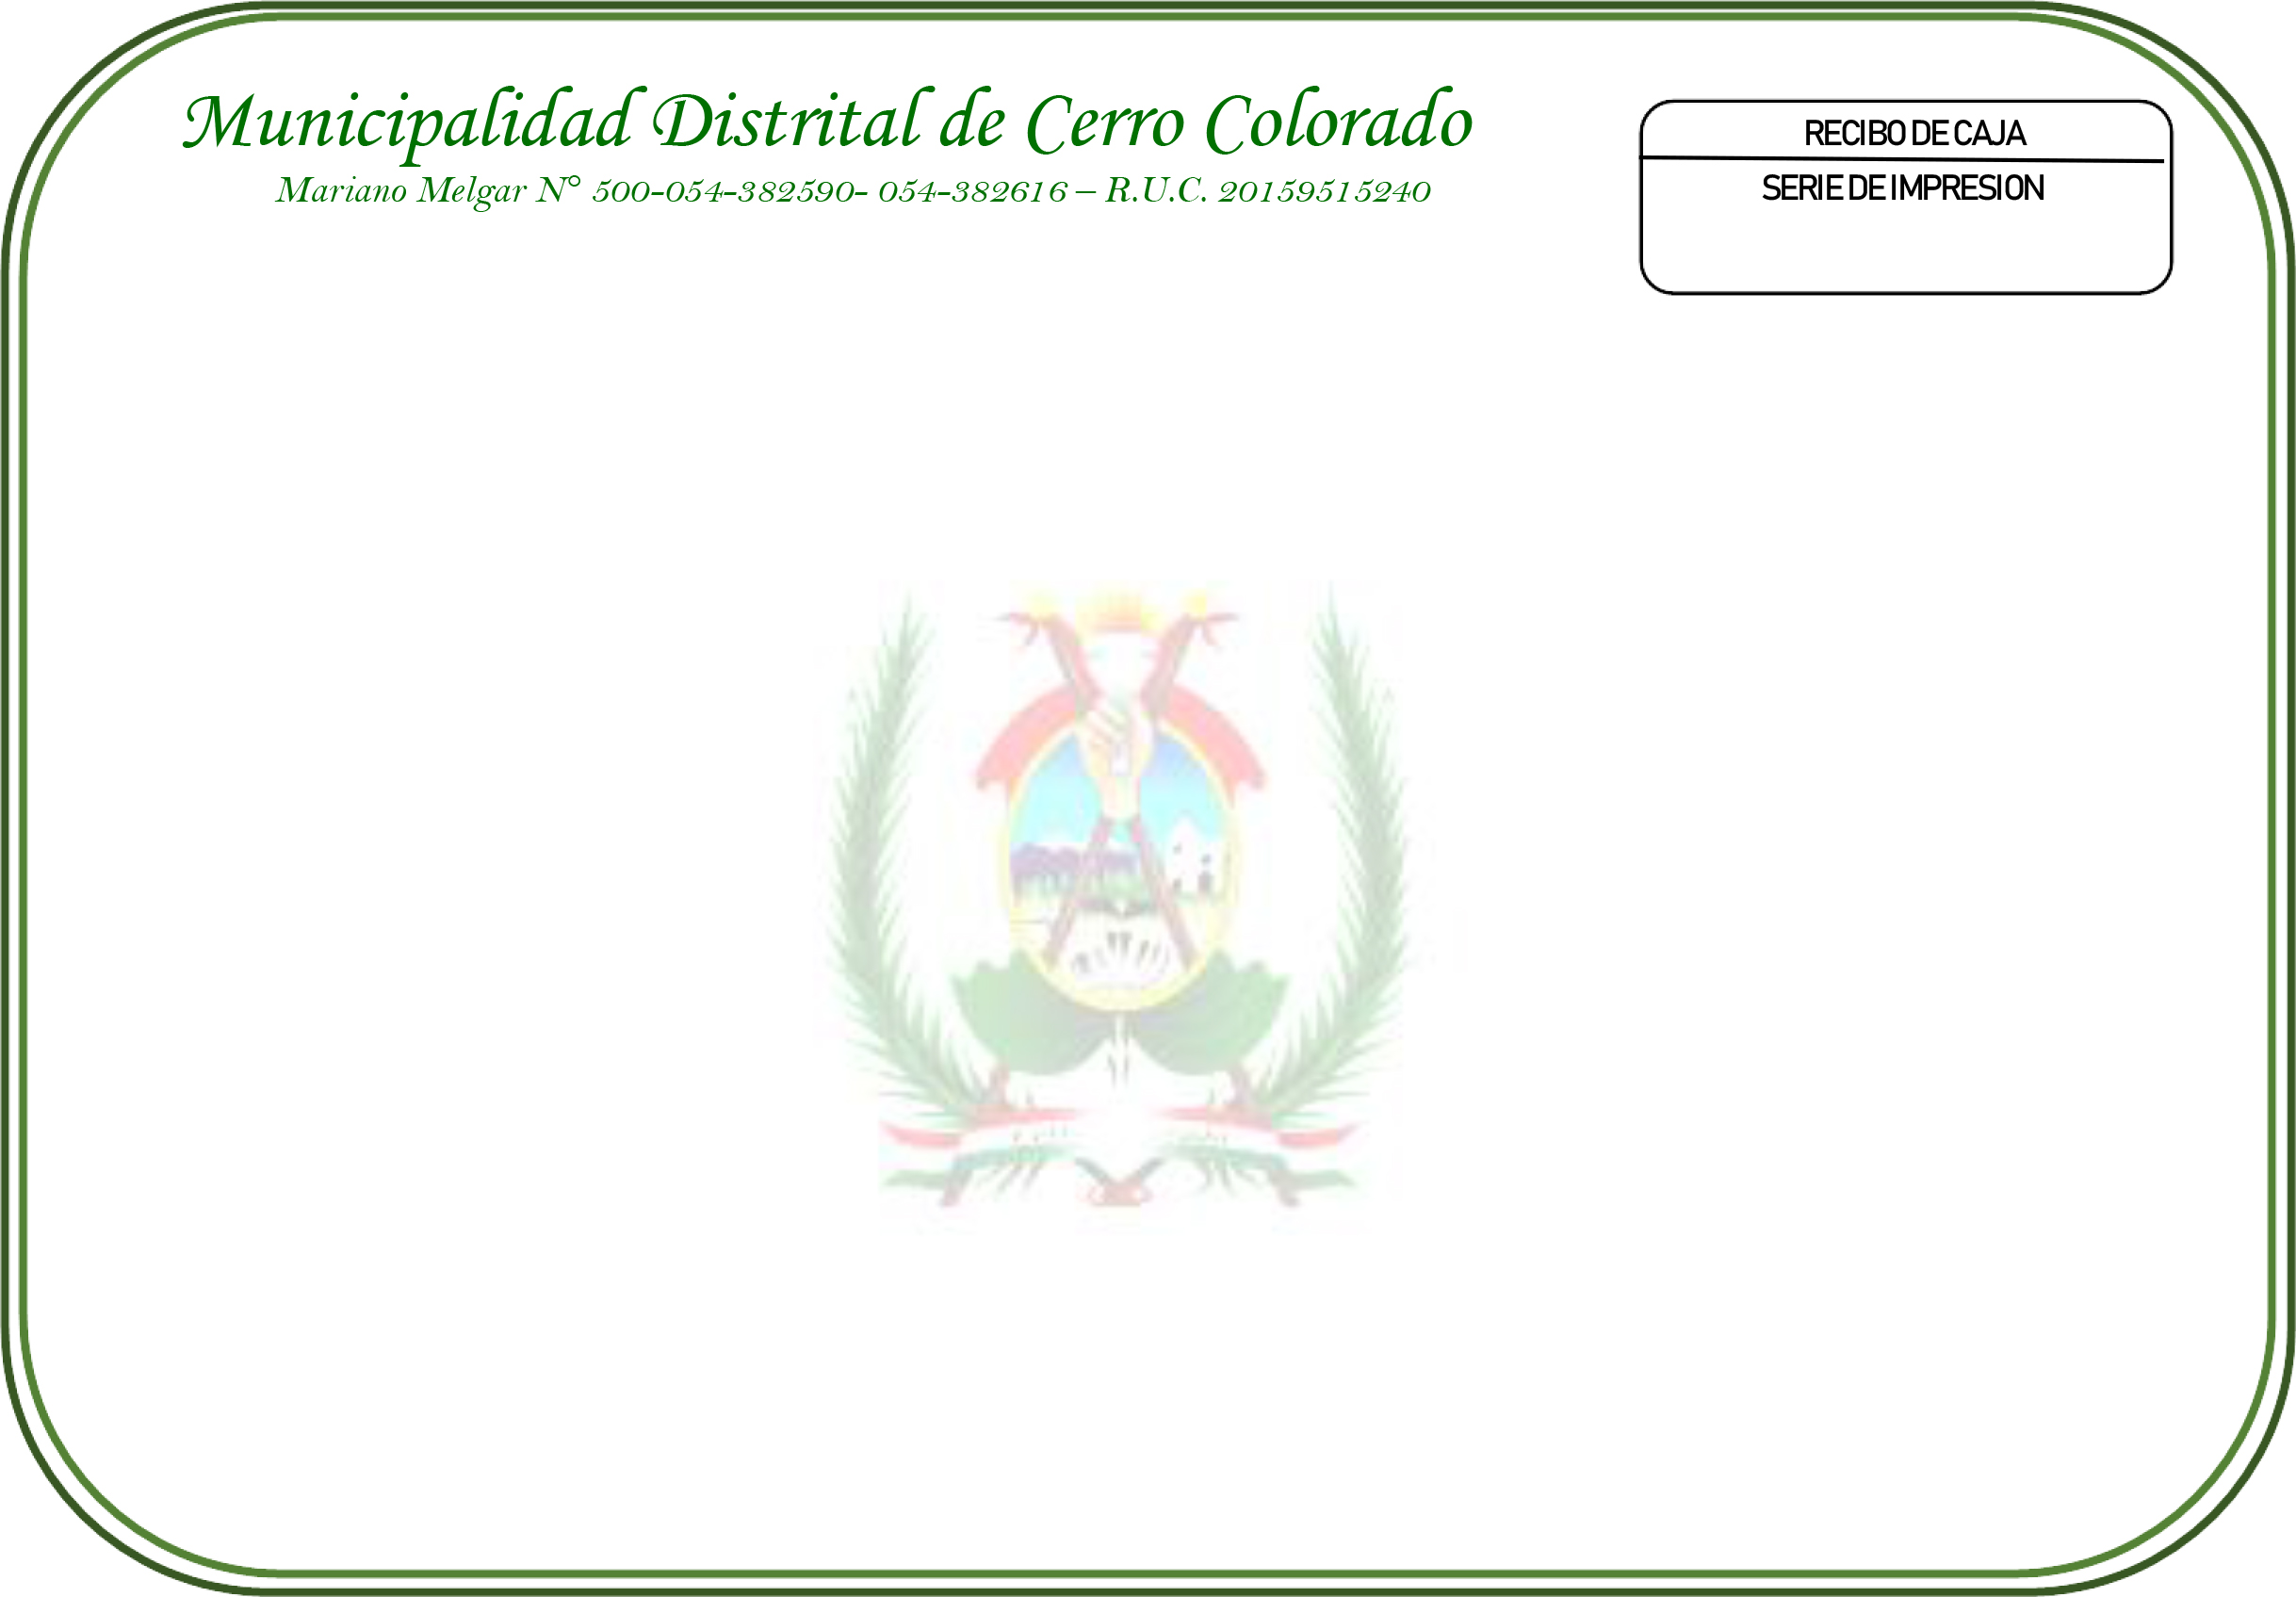 Municipalidad Distrital de Cerro Colorado
Mariano Melgar N° 500-054-382590- 054-382616 – R.U.C. 20159515240
RECIBO DE CAJA
SERIE DE IMPRESION